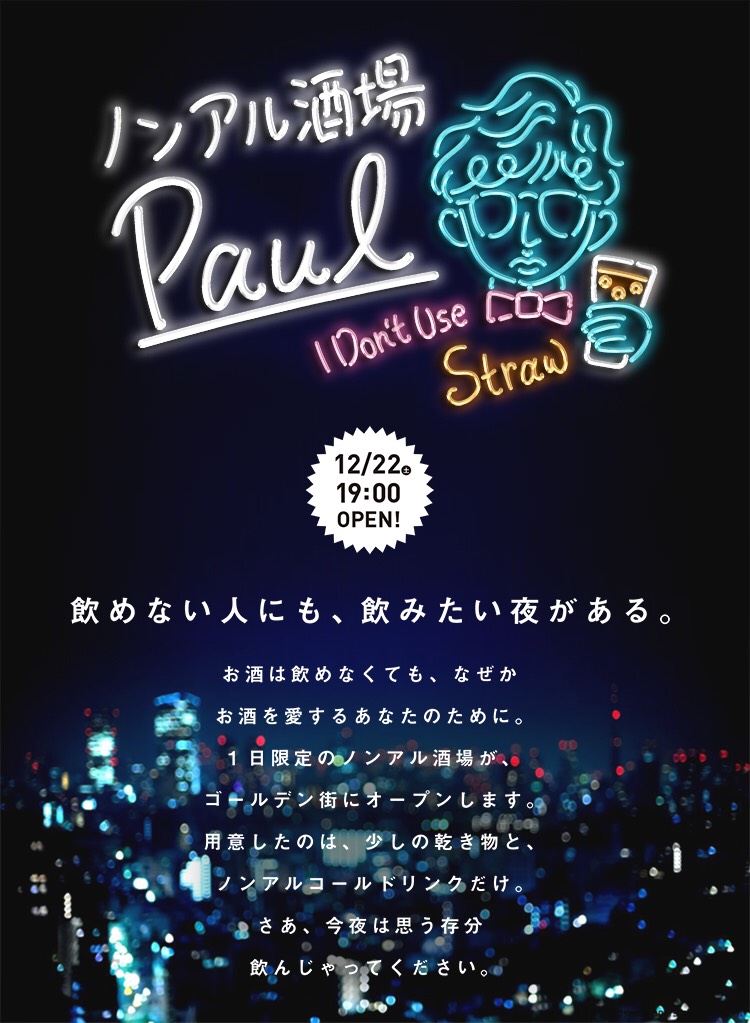 ノンアル酒場
Paul
I Don't Use
Straw
12/22土
19:00
OPEN!
飲めない人にも、飲みたい夜がある。
お酒は飲めなくても、なぜか
お酒を愛するあなたのために。
１日限定のノンアル酒場が、
ゴールデン街にオープンします。
用意したのは、少しの乾き物と、
ノンアルコールドリンクだけ。
さあ、今夜は思う存分
飲んじゃってください。